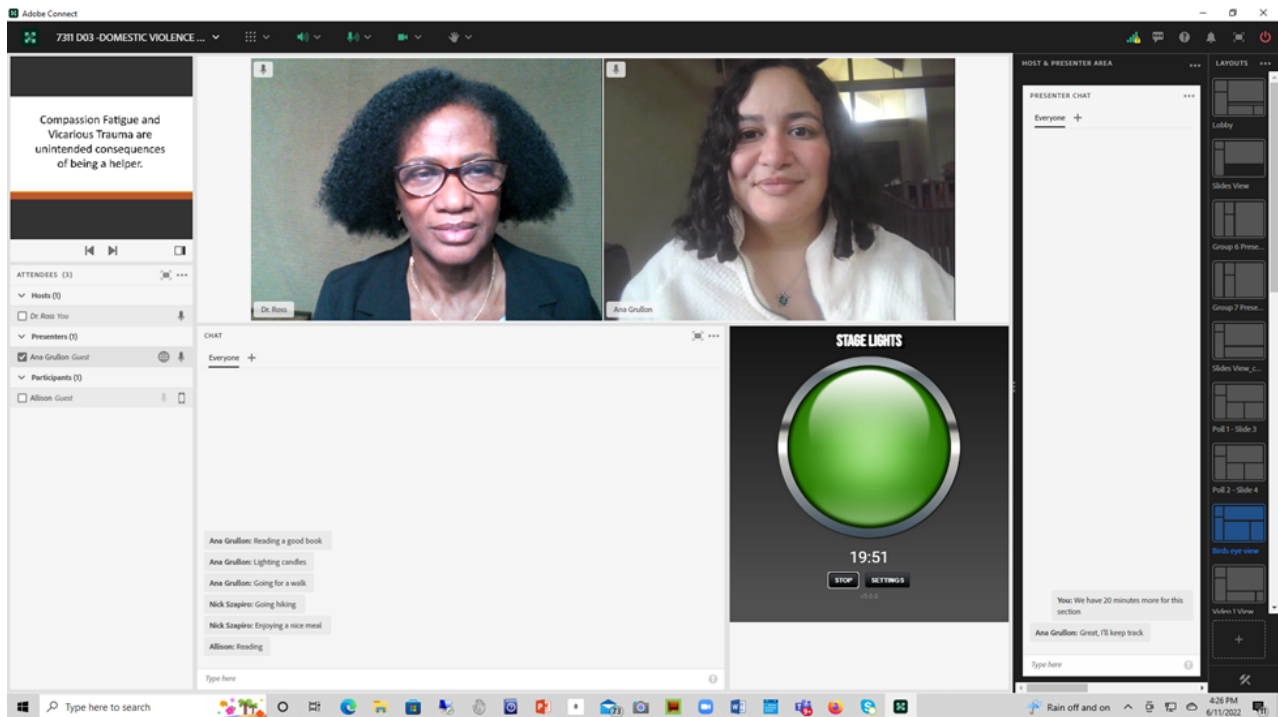 Adobe Connect
7311 D03 -DOMESTIC VIOLENCE ...
Compassion Fatigue and
Vicarious Trauma are
unintended consequences
of being a helper.
ATTENDEES (3)
Hosts (1)
Dr. Ross You
Presenters (1)
Ana Grullon Guest
Participants (1)
Allison Guest
Dr. Ross
Ana Grullon
CHAT
Everyone +
Ana Grullon: Reading a good book
Ana Grullon: Lighting candles
Ana Grullon: Going for a walk
Nick Szapiro: Going hiking
Nick Szapiro: Enjoying a nice meal
Allison: Reading
Type here
STAGE LIGHTS
19:51
STOP
SETTINGS
HOST & PRESENTER AREA
PRESENTER CHAT
Everyone +
You: We have 20 minutes more for this
section
Ana Grullon: Great, I'll keep track
Type here
LAYOUTS
Lobby
Slides View
Group 6 Prese...
Group 7 Prese...
Slides View_c...
Poll 1 - Slide 3
Poll 2 - Slide 4
Birds eye view
Video 1 View
Type here to search
73
Rain off and on
4:26 PM
6/11/2022